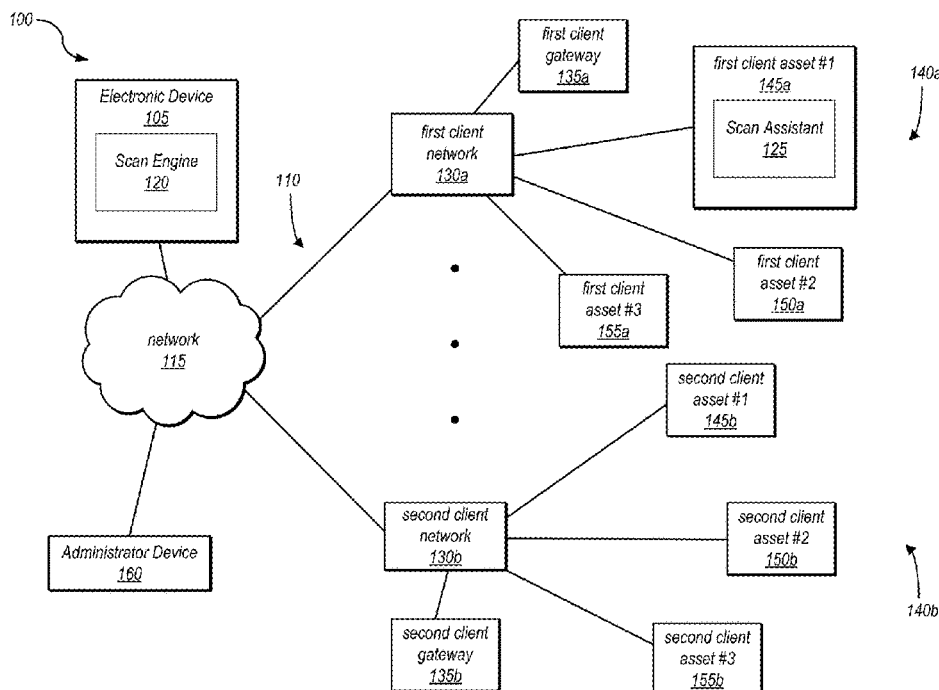 100
Electronic Device
105
Scan Engine
120
110
network
115
Administrator Device
160
first client
gateway
135a
first client
network
130a
first client asset #1
145a
Scan Assistant
125
140a
first client
asset #2
150a
first client
asset #3
155a
second client
asset #1
145b
second client
network
130b
second client
asset #2
150b
140b
second client
gateway
135b
second client
asset #3
155b